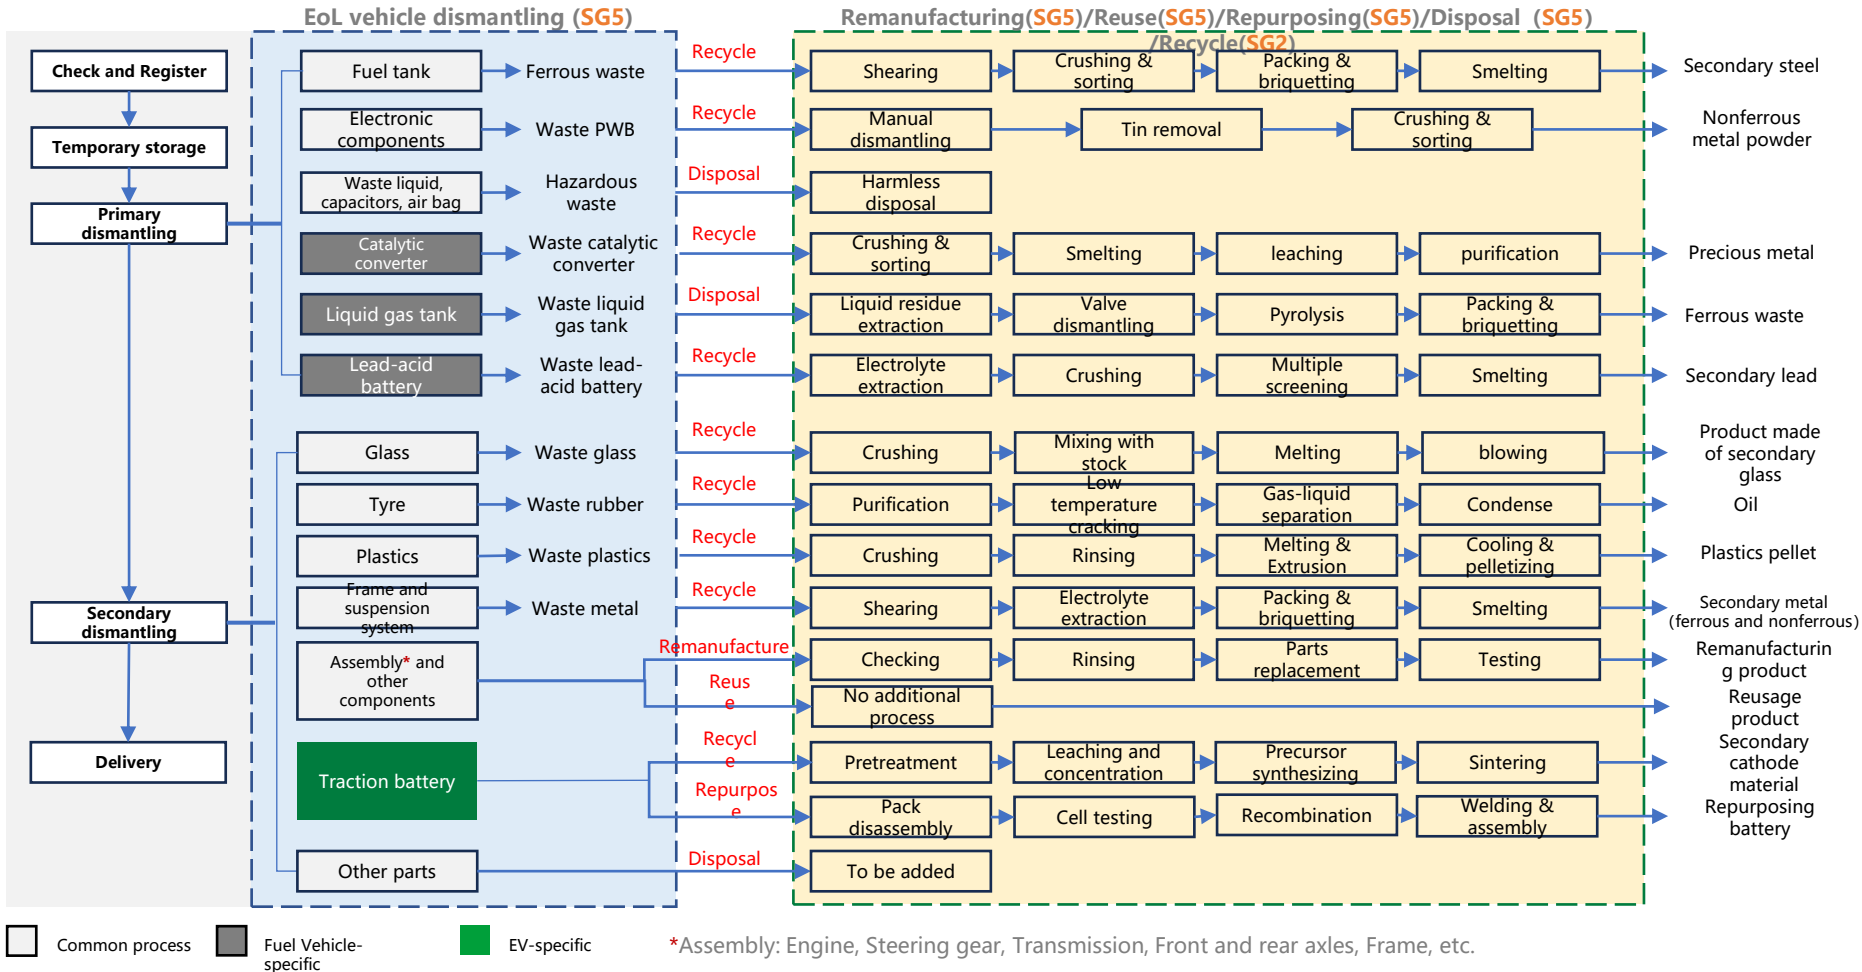 EoL vehicle dismantling (SG5)
Remanufacturing(SG5)/Reuse(SG5)/Repurposing(SG5)/Disposal (SG5)
/Recycle(SG2)
Check and Register
Temporary storage
Primary
dismantling
Secondary
dismantling
Delivery
Fuel tank
Ferrous waste
Recycle
Shearing
Crushing &
sorting
Packing &
briquetting
Smelting
Secondary steel
Electronic
components
Waste PWB
Recycle
Manual
dismantling
Tin removal
Crushing &
sorting
Nonferrous
metal powder
Waste liquid,
capacitors, air bag
Hazardous
waste
Disposal
Harmless
disposal
Catalytic
converter
Waste catalytic
converter
Recycle
Crushing &
sorting
Smelting
leaching
purification
Precious metal
Liquid gas tank
Waste liquid
gas tank
Disposal
Liquid residue
extraction
Valve
dismantling
Pyrolysis
Packing &
briquetting
Ferrous waste
Lead-acid
battery
Waste lead-
acid battery
Recycle
Electrolyte
extraction
Crushing
Multiple
screening
Smelting
Secondary lead
Glass
Waste glass
Recycle
Crushing
Mixing with
stock
Melting
blowing
Product made
of secondary
glass
Tyre
Waste rubber
Recycle
Purification
Low
temperature
cracking
Gas-liquid
separation
Condense
Oil
Plastics
Waste plastics
Recycle
Crushing
Rinsing
Melting &
Extrusion
Cooling &
pelletizing
Plastics pellet
Frame and
suspension
system
Waste metal
Recycle
Shearing
Electrolyte
extraction
Packing &
briquetting
Smelting
Secondary metal
(ferrous and nonferrous)
Assembly* and
other
components
Remanufacture
Checking
Rinsing
Parts
replacement
Testing
Remanufacturin
g product
Reus
e
No additional
process
Reusage
product
Traction battery
Recycl
e
Pretreatment
Leaching and
concentration
Precursor
synthesizing
Sintering
Secondary
cathode
material
Repurpos
e
Pack
disassembly
Cell testing
Recombination
Welding &
assembly
Repurposing
battery
Other parts
Disposal
To be added
Common process
Fuel Vehicle-
specific
EV-specific
*Assembly: Engine, Steering gear, Transmission, Front and rear axles, Frame, etc.